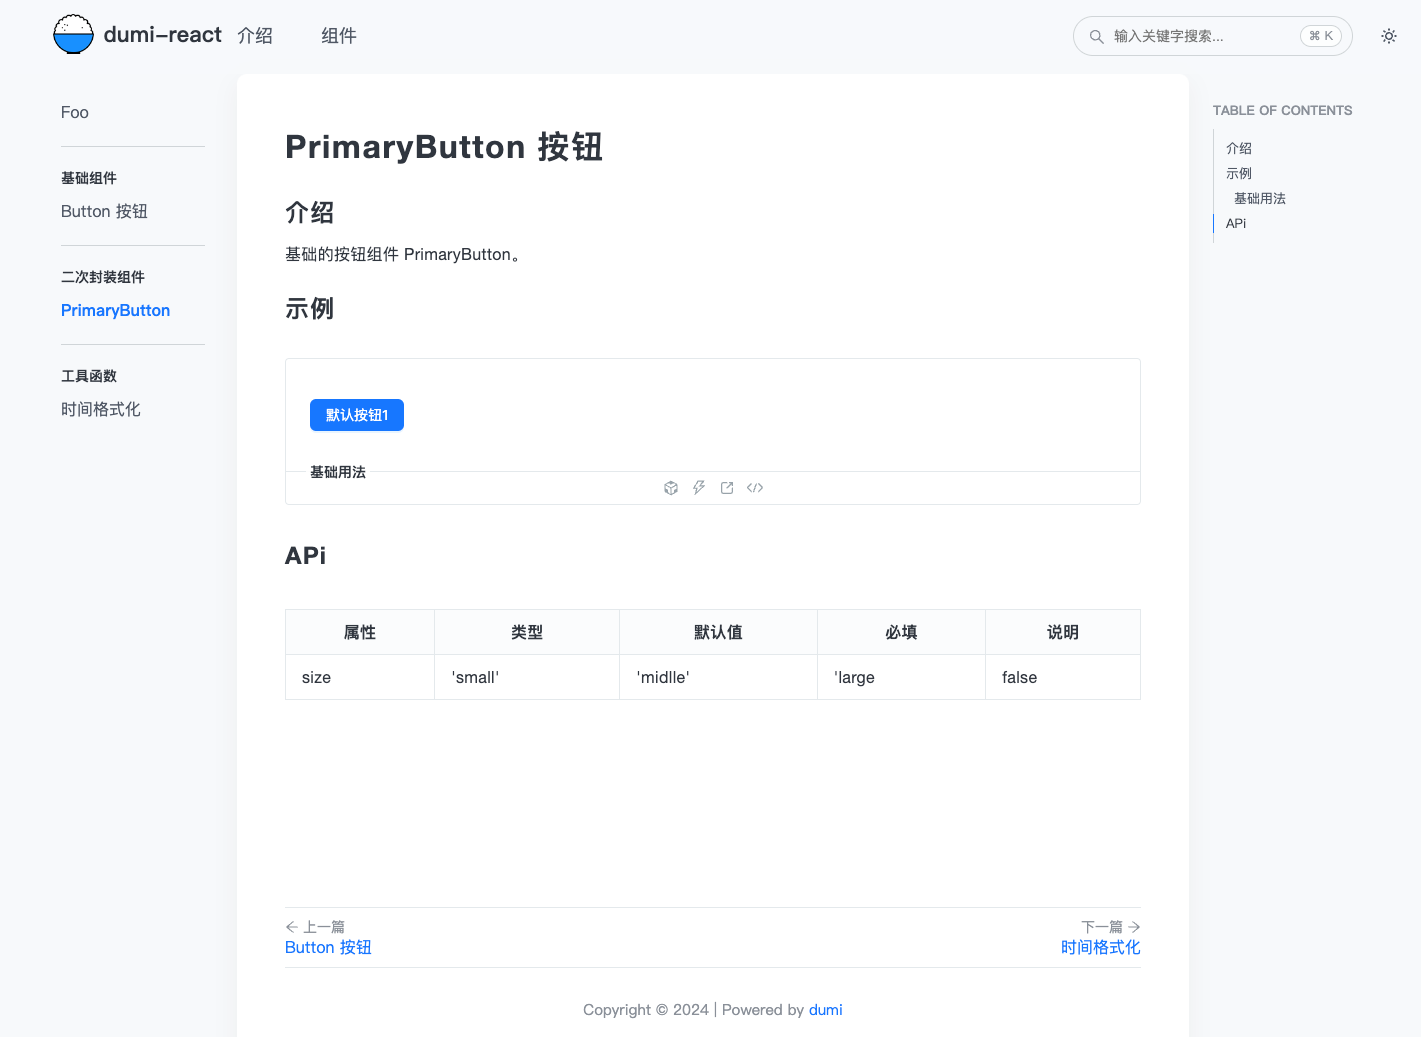 dumi-react 介绍 组件 输入关键字搜索... ⌘ K
Foo
基础组件
Button 按钮
二次封装组件
PrimaryButton
工具函数
时间格式化
PrimaryButton 按钮
介绍
基础的按钮组件 PrimaryButton。
示例
默认按钮1
基础用法
APi
属性 类型 默认值 必填 说明
size 'small' 'midlle' 'large false
← 上一篇 下一篇 →
Button 按钮 时间格式化
Copyright © 2024 | Powered by dumi
TABLE OF CONTENTS
介绍
示例
基础用法
APi